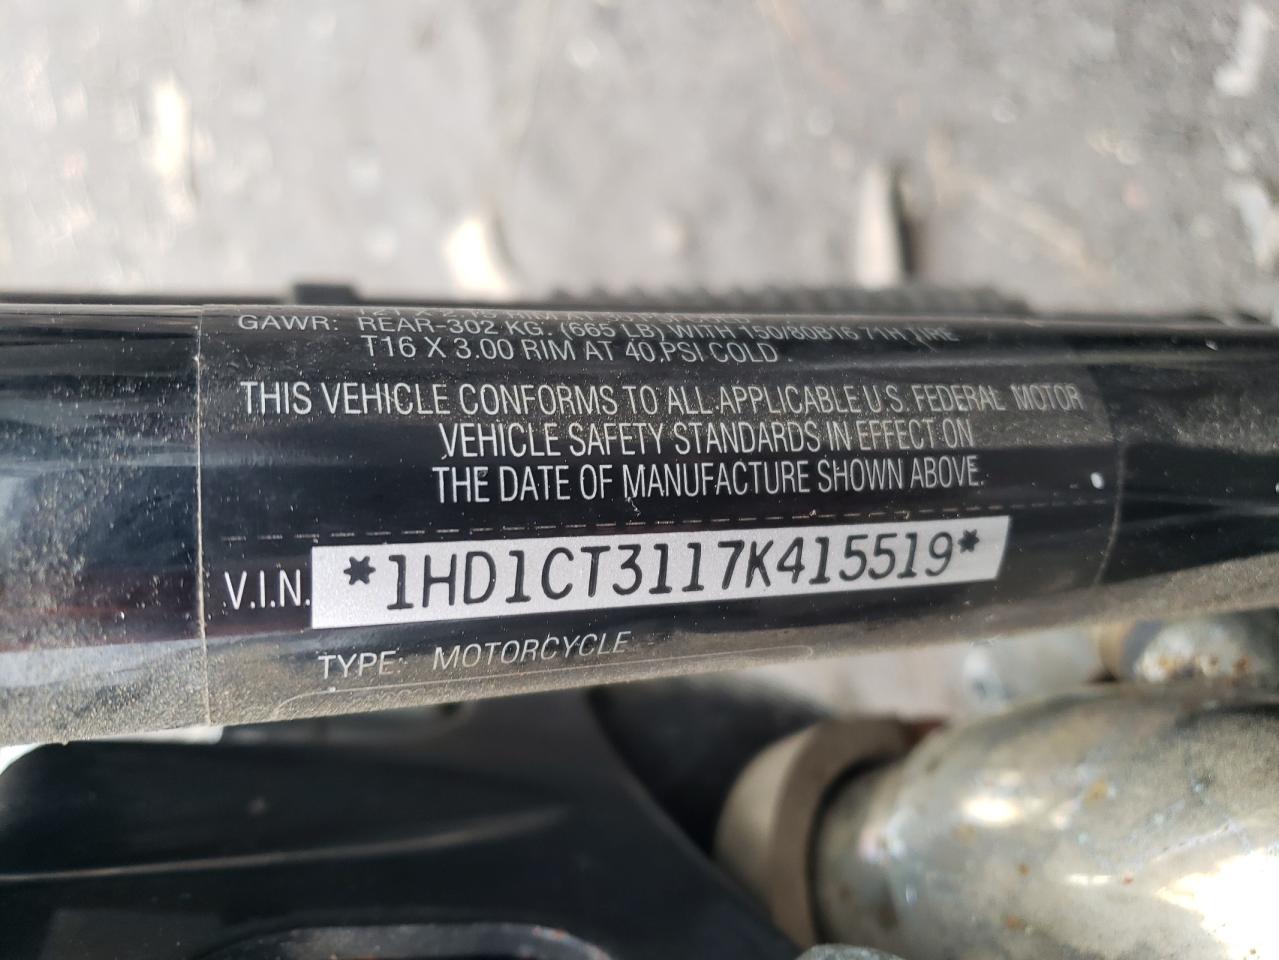 GAWR: REAR-302 KG. (665 LB) WITH 150/80B16 71H TIRE
T16 X 3.00 RIM AT 40 PSI COLD
THIS VEHICLE CONFORMS TO ALL APPLICABLE U.S. FEDERAL MOTOR
VEHICLE SAFETY STANDARDS IN EFFECT ON
THE DATE OF MANUFACTURE SHOWN ABOVE.
V.I.N. *1HD1CT3117K415519*
TYPE: MOTORCYCLE